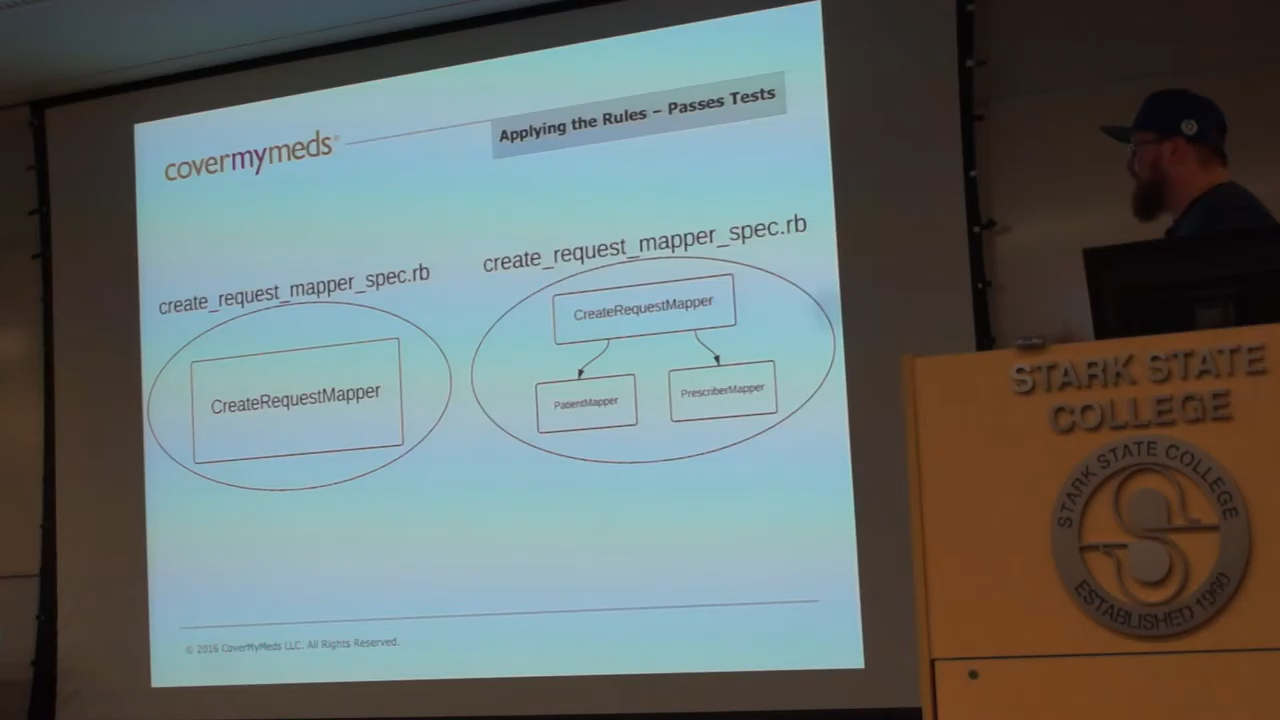 covermymeds®
Applying the Rules – Passes Tests
create_request_mapper_spec.rb
CreateRequestMapper
create_request_mapper_spec.rb
CreateRequestMapper
PatientMapper
PrescriberMapper
© 2016 CoverMyMeds LLC. All Rights Reserved.
STARK STATE
COLLEGE
STARK STATE COLLEGE
ESTABLISHED 1960